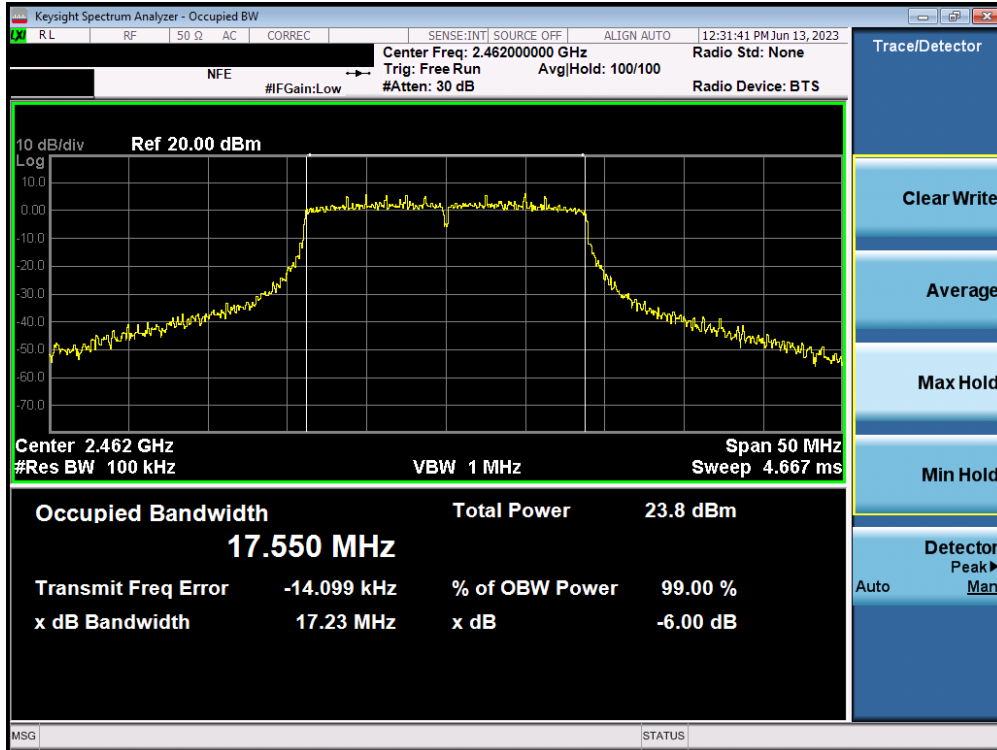 Keysight Spectrum Analyzer - Occupied BW
LXI RL RF 50 Ω AC CORREC SENSE:INT SOURCE OFF ALIGN AUTO 12:31:41 PM Jun 13, 2023
Center Freq: 2.462000000 GHz Radio Std: None
NFE Trig: Free Run Avg|Hold: 100/100
#IFGain:Low #Atten: 30 dB Radio Device: BTS
Trace/Detector
10 dB/div Ref 20.00 dBm
Log
10.0
0.00
-10.0
-20.0
-30.0
-40.0
-50.0
-60.0
-70.0
Center 2.462 GHz Span 50 MHz
#Res BW 100 kHz VBW 1 MHz Sweep 4.667 ms
Occupied Bandwidth Total Power 23.8 dBm
17.550 MHz
Transmit Freq Error -14.099 kHz % of OBW Power 99.00 %
x dB Bandwidth 17.23 MHz x dB -6.00 dB
Clear Write
Average
Max Hold
Min Hold
Detector
Peak▶
Auto Man
MSG STATUS